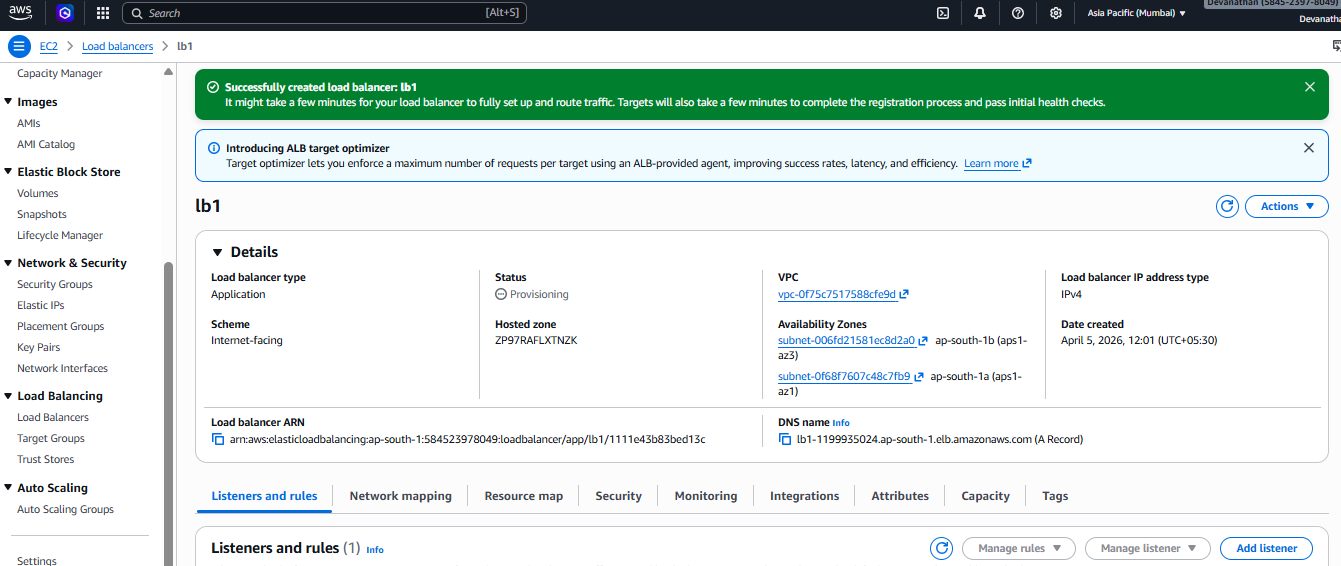 aws
Search [Alt+S] Asia Pacific (Mumbai) ▼ Devanathan (5845-2397-8049)
Devanatha
EC2 > Load balancers > lb1
Capacity Manager
▼ Images
AMIs
AMI Catalog
▼ Elastic Block Store
Volumes
Snapshots
Lifecycle Manager
▼ Network & Security
Security Groups
Elastic IPs
Placement Groups
Key Pairs
Network Interfaces
▼ Load Balancing
Load Balancers
Target Groups
Trust Stores
▼ Auto Scaling
Auto Scaling Groups
Settings
Successfully created load balancer: lb1
It might take a few minutes for your load balancer to fully set up and route traffic. Targets will also take a few minutes to complete the registration process and pass initial health checks.
Introducing ALB target optimizer
Target optimizer lets you enforce a maximum number of requests per target using an ALB-provided agent, improving success rates, latency, and efficiency. Learn more
lb1
Actions ▼
▼ Details
Load balancer type
Application
Status
Provisioning
VPC
vpc-0f75c7517588cfe9d
Load balancer IP address type
IPv4
Scheme
Internet-facing
Hosted zone
ZP97RAFLXTNZK
Availability Zones
subnet-006fd21581ec8d2a0 ap-south-1b (aps1-
az3)
subnet-0f68f7607c48c7fb9 ap-south-1a (aps1-
az1)
Date created
April 5, 2026, 12:01 (UTC+05:30)
Load balancer ARN
arn:aws:elasticloadbalancing:ap-south-1:584523978049:loadbalancer/app/lb1/1111e43b83bed13c
DNS name Info
lb1-1199935024.ap-south-1.elb.amazonaws.com (A Record)
Listeners and rules Network mapping Resource map Security Monitoring Integrations Attributes Capacity Tags
Listeners and rules (1) Info
Manage rules ▼ Manage listener ▼ Add listener